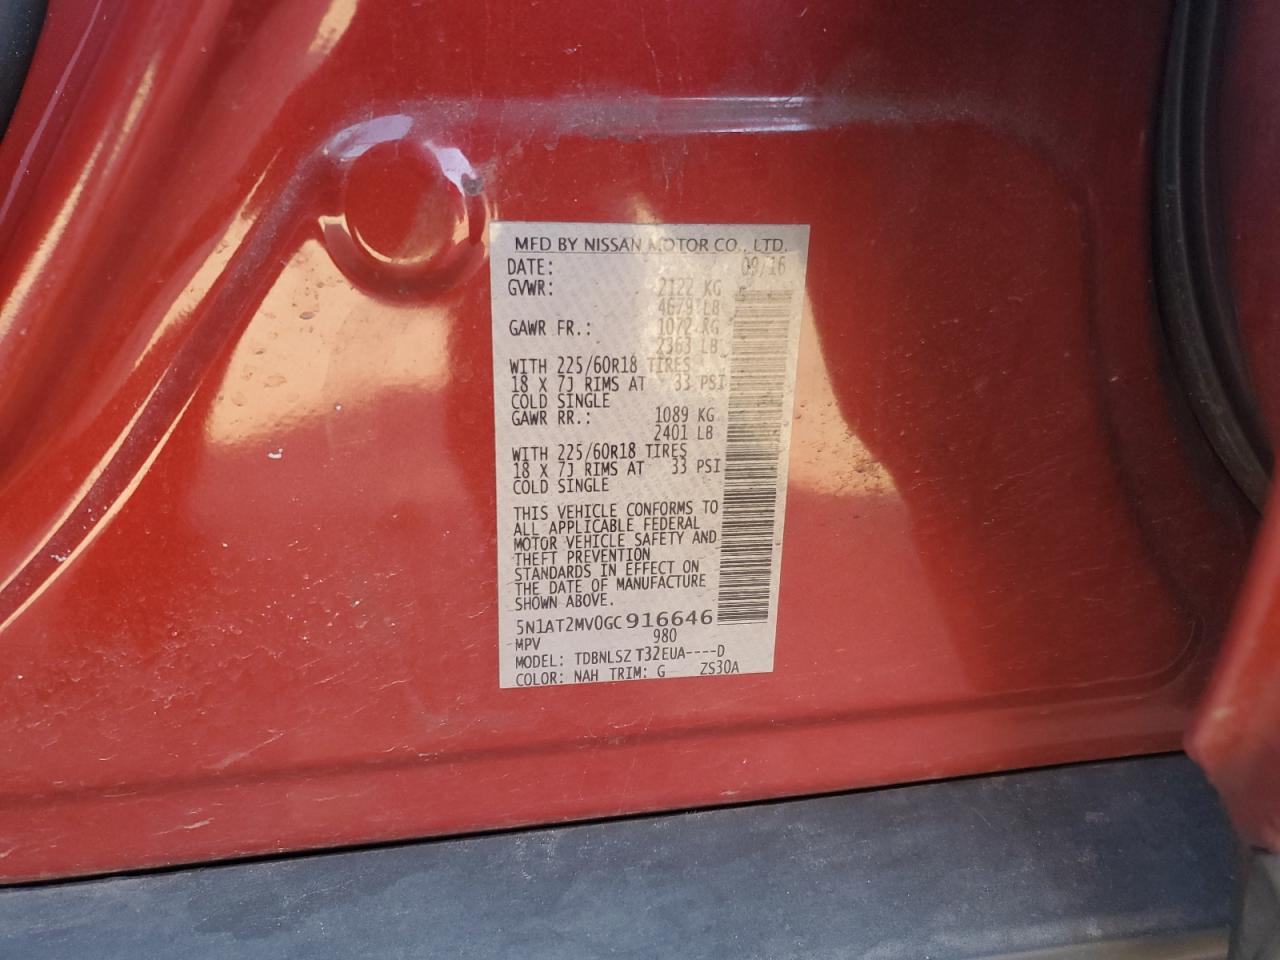 MFD BY NISSAN MOTOR CO., LTD.
DATE: 09/16
GVWR: 2122 KG
4679 LB
GAWR FR.: 1072 KG
2363 LB
WITH 225/60R18 TIRES
18 X 7J RIMS AT 33 PSI
COLD SINGLE
GAWR RR.: 1089 KG
2401 LB
WITH 225/60R18 TIRES
18 X 7J RIMS AT 33 PSI
COLD SINGLE
THIS VEHICLE CONFORMS TO
ALL APPLICABLE FEDERAL
MOTOR VEHICLE SAFETY AND
THEFT PREVENTION
STANDARDS IN EFFECT ON
THE DATE OF MANUFACTURE
SHOWN ABOVE.
5N1AT2MV0GC916646
MPV 980
MODEL: TDBNLSZ T32EUA----D
COLOR: NAH TRIM: G ZS30A